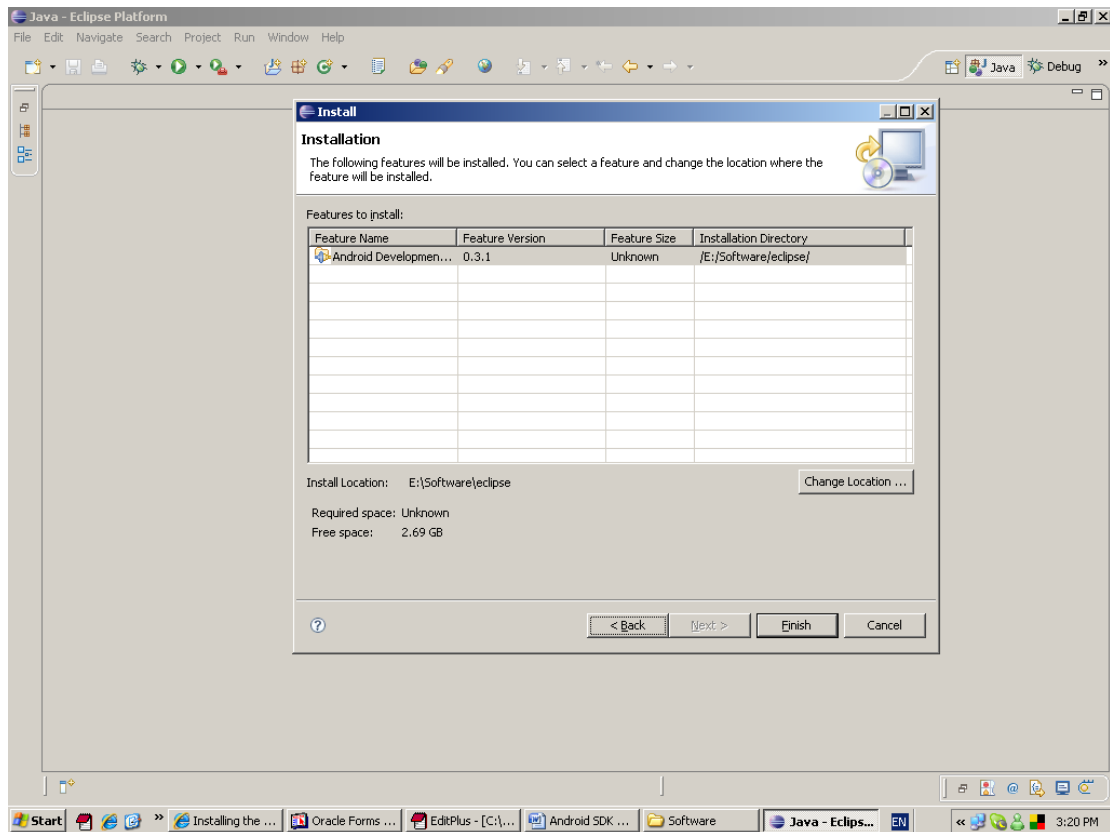 Java - Eclipse Platform
File Edit Navigate Search Project Run Window Help
Java Debug »
Install
Installation
The following features will be installed. You can select a feature and change the location where the
feature will be installed.
Features to install:
Feature Name Feature Version Feature Size Installation Directory
Android Developmen... 0.3.1 Unknown /E:/Software/eclipse/
Install Location: E:\Software\eclipse Change Location ...
Required space: Unknown
Free space: 2.69 GB
< Back Next > Finish Cancel
Start » Installing the ... Oracle Forms ... EditPlus - [C:\... Android SDK ... Software Java - Eclips... EN « 3:20 PM